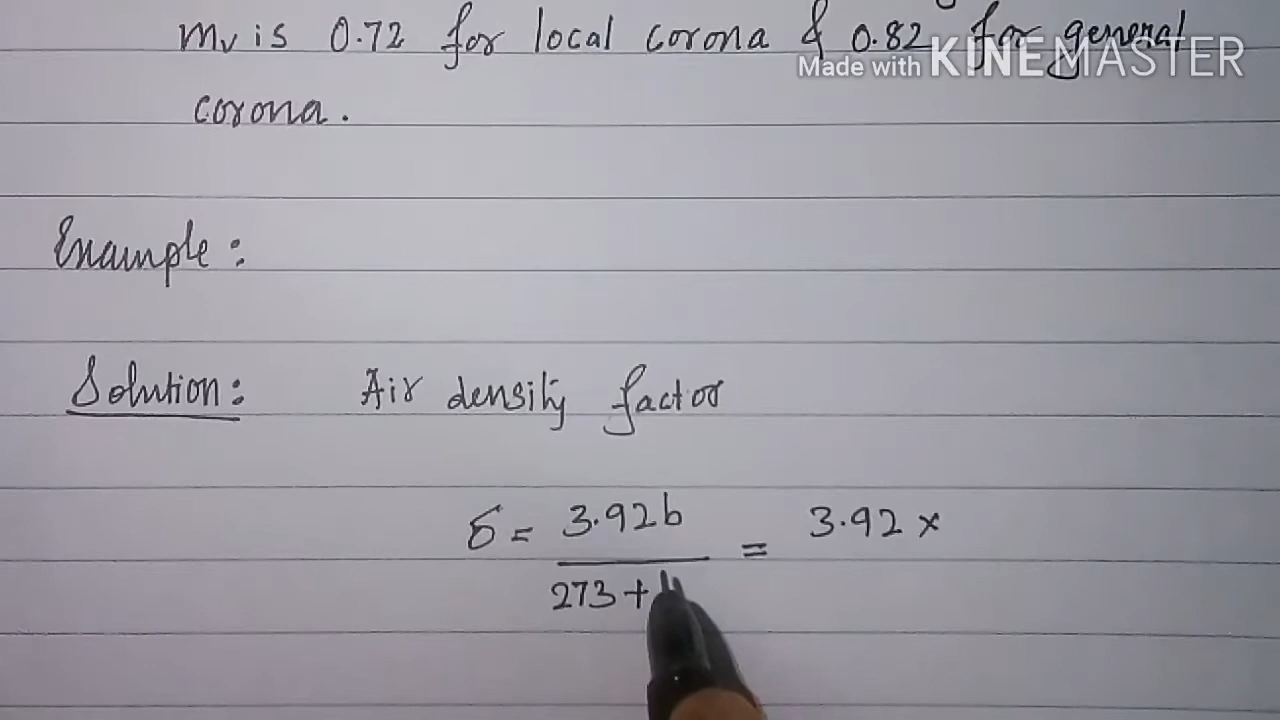 mv is 0.72 for local corona & 0.82 for general
Made with KINEMASTER
corona.
Example:
Solution: Air density factor
δ = 3.92b / 273 + = 3.92 ×